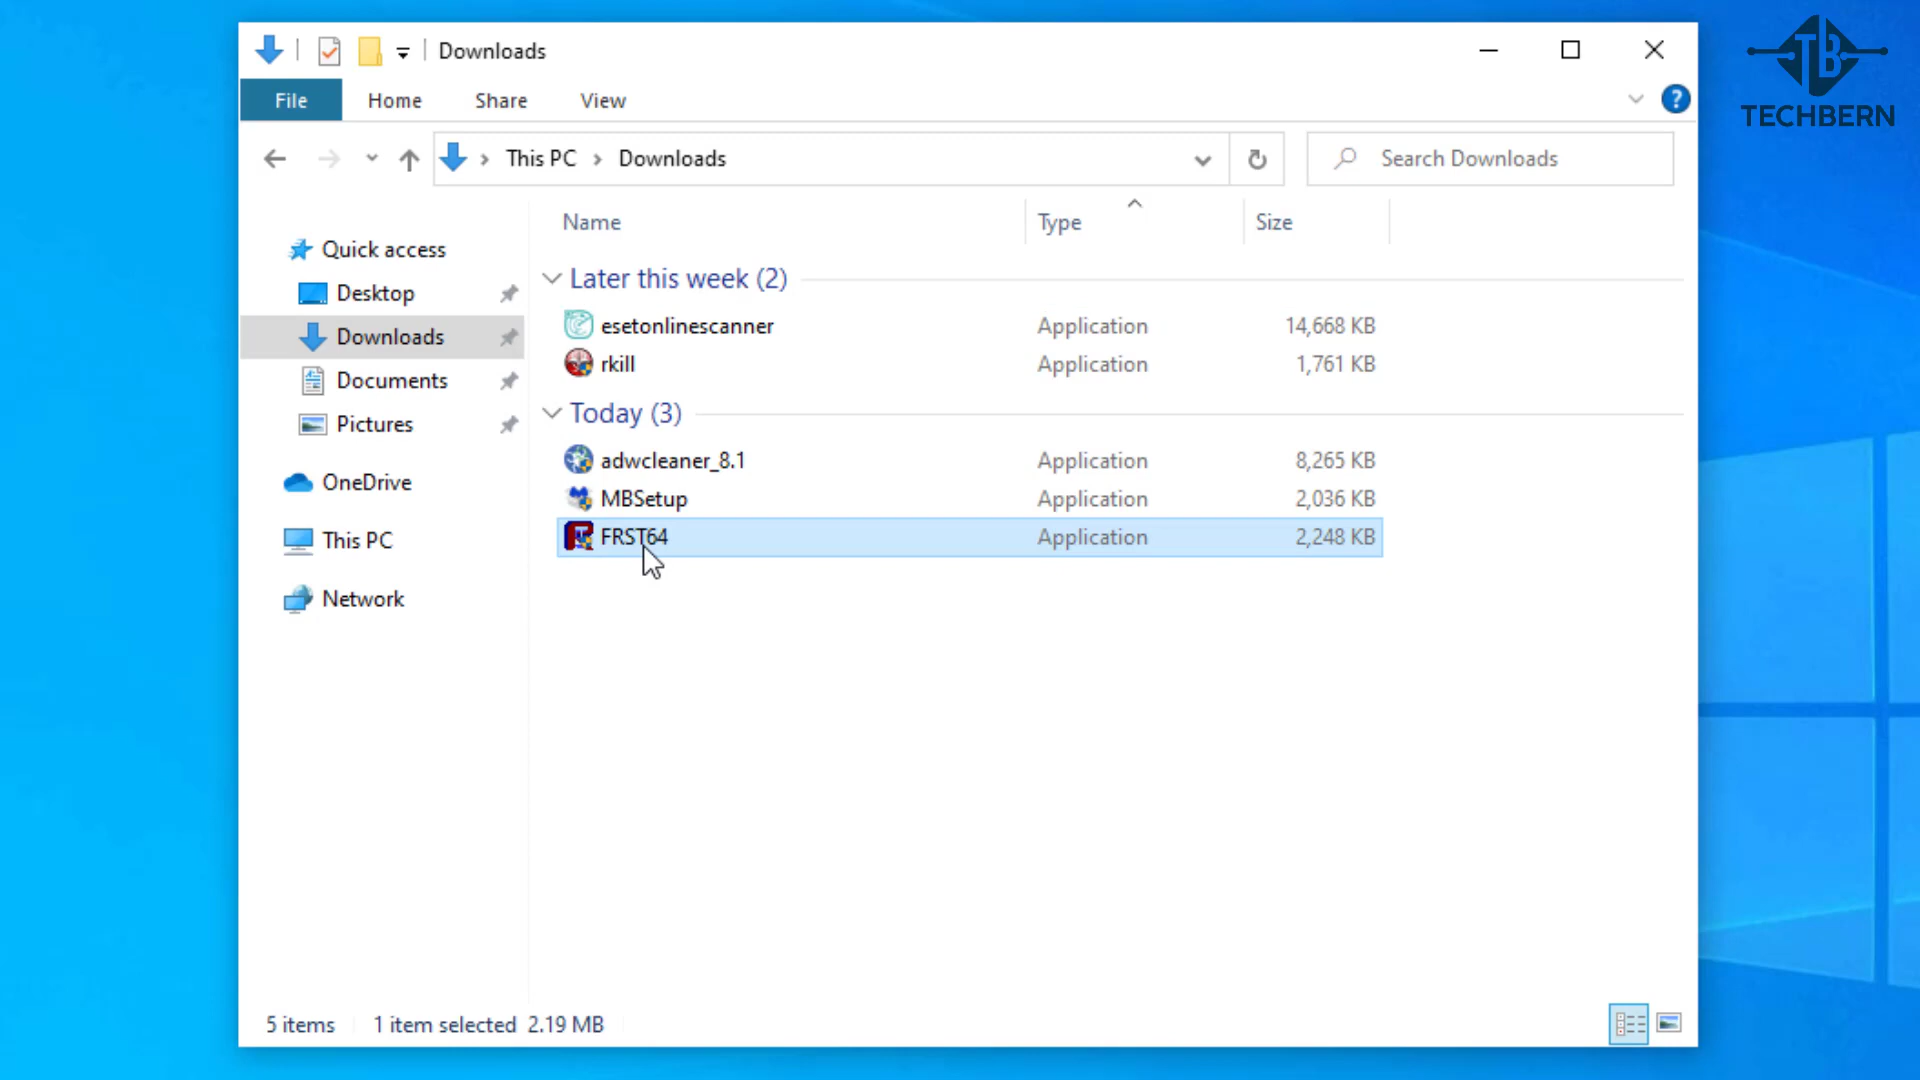 Downloads
TB
TECHBERN
File Home Share View ?
This PC Downloads Search Downloads
Name Type Size
Quick access
Desktop
Downloads
Documents
Pictures
OneDrive
This PC
Network
Later this week (2)
esetonlinescanner Application 14,668 KB
rkill Application 1,761 KB
Today (3)
adwcleaner_8.1 Application 8,265 KB
MBSetup Application 2,036 KB
FRST64 Application 2,248 KB
5 items 1 item selected 2.19 MB